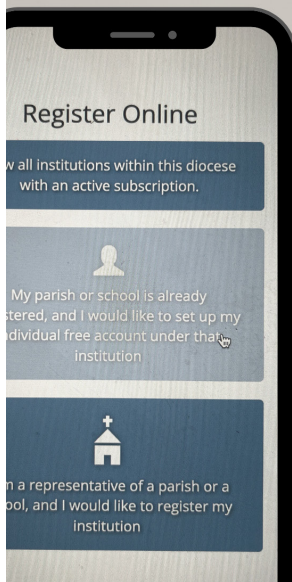 Register Online
w all institutions within this diocese
with an active subscription.
My parish or school is already
stered, and I would like to set up my
ndividual free account under that
institution
m a representative of a parish or a
ool, and I would like to register my
institution